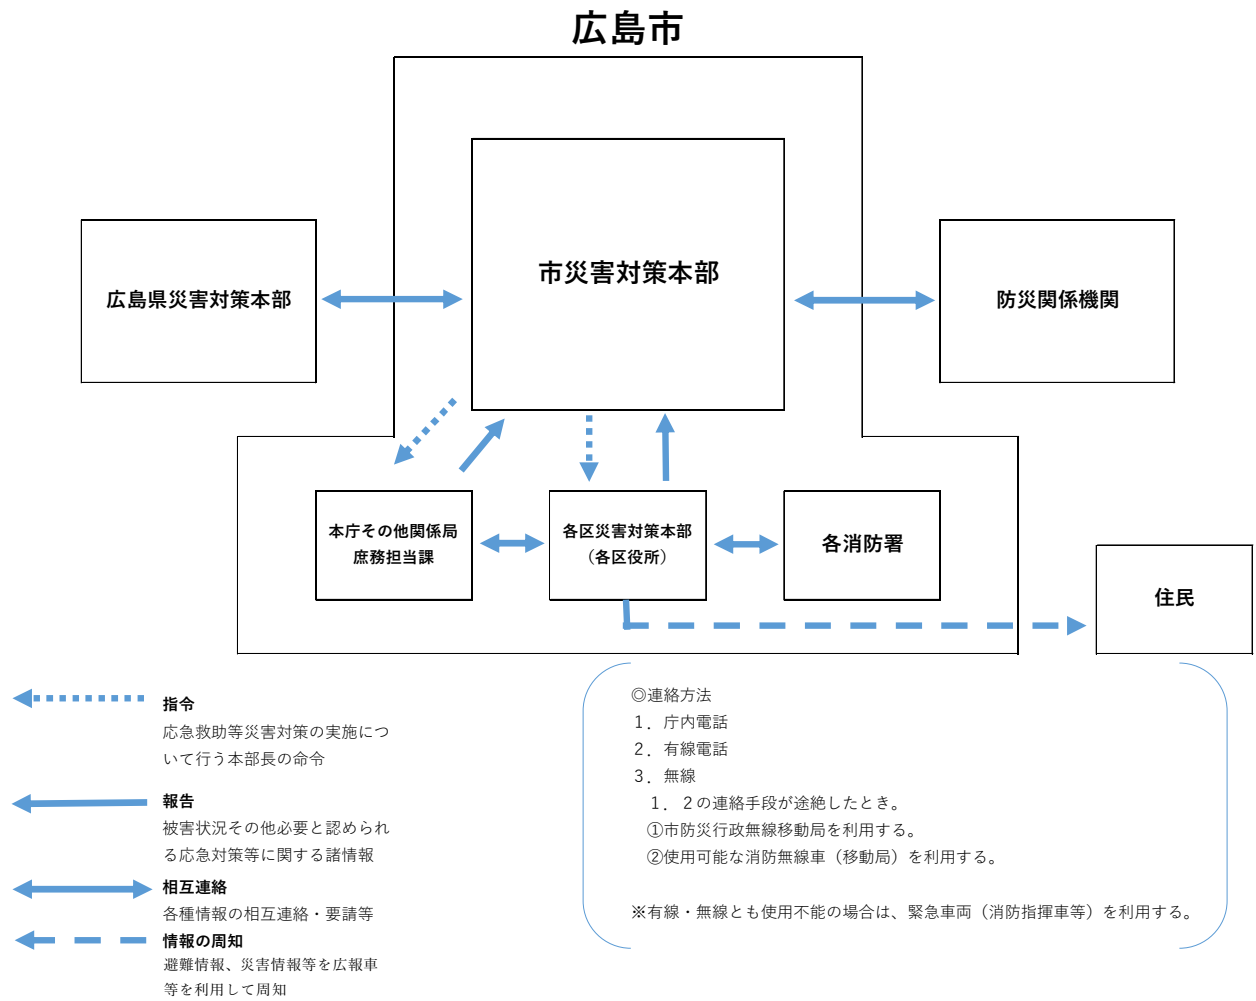 広島市
市災害対策本部
広島県災害対策本部
防災関係機関
本庁その他関係局
庶務担当課
各区災害対策本部
（各区役所）
各消防署
住民
指令
応急救助等災害対策の実施につ
いて行う本部長の命令
報告
被害状況その他必要と認められ
る応急対策等に関する諸情報
相互連絡
各種情報の相互連絡・要請等
情報の周知
避難情報、災害情報等を広報車
等を利用して周知
◎連絡方法
１．庁内電話
２．有線電話
３．無線
１．２の連絡手段が途絶したとき。
①市防災行政無線移動局を利用する。
②使用可能な消防無線車（移動局）を利用する。
※有線・無線とも使用不能の場合は、緊急車両（消防指揮車等）を利用する。